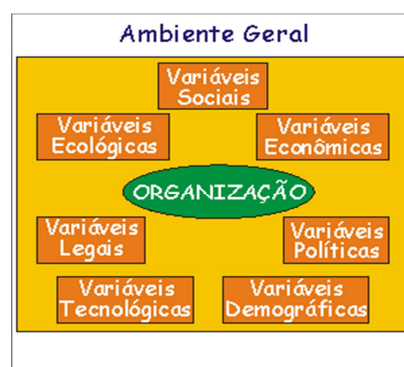 Ambiente Geral
Variáveis
Sociais
Variáveis
Ecológicas
Variáveis
Econômicas
ORGANIZAÇÃO
Variáveis
Legais
Variáveis
Políticas
Variáveis
Tecnológicas
Variáveis
Demográficas